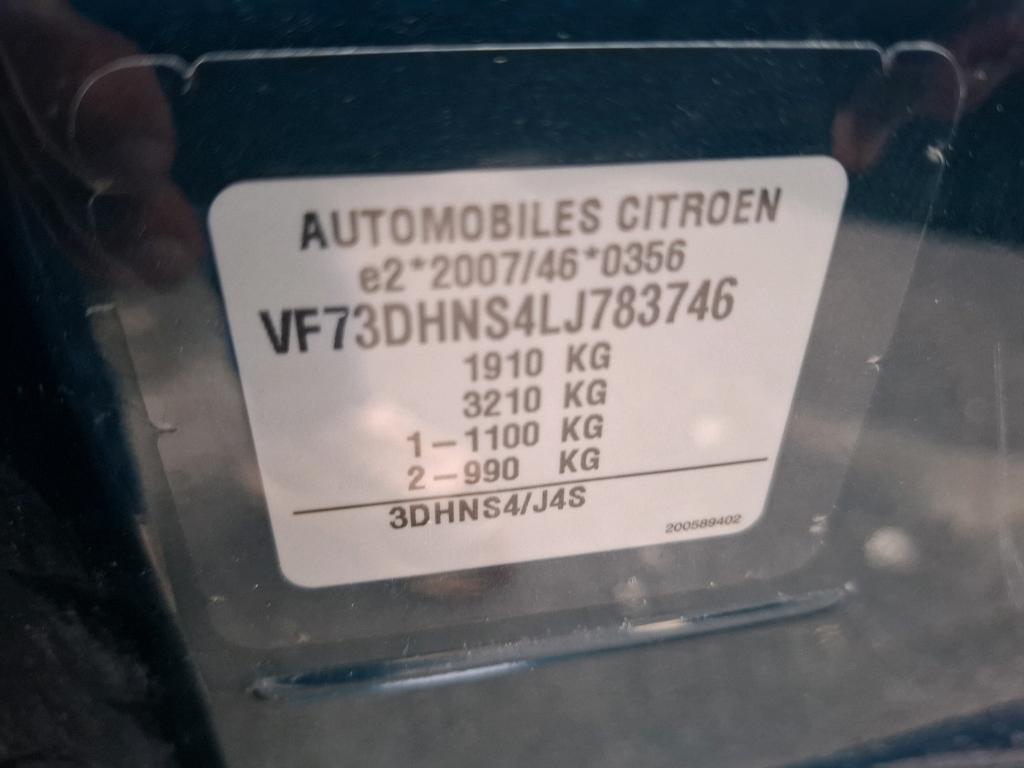 AUTOMOBILES CITROEN
e2*2007/46*0356
VF73DHNS4LJ783746
1910 KG
3210 KG
1-1100 KG
2-990 KG
3DHNS4/J4S
200589402